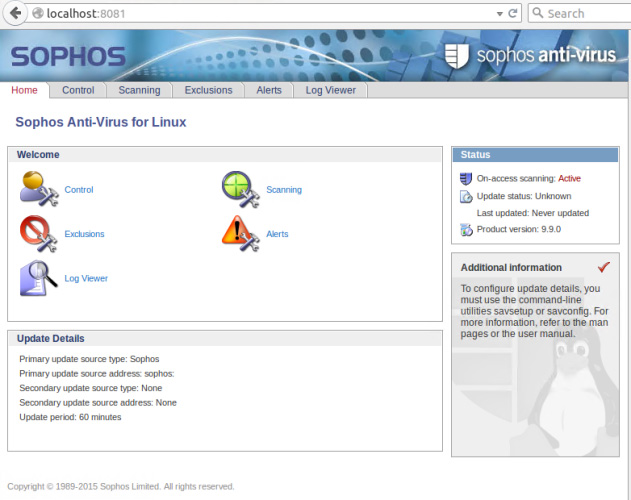 localhost:8081
Search
SOPHOS
sophos anti-virus
Home Control Scanning Exclusions Alerts Log Viewer
Sophos Anti-Virus for Linux
Welcome
Control
Scanning
Exclusions
Alerts
Log Viewer
Status
On-access scanning: Active
Update status: Unknown
Last updated: Never updated
Product version: 9.9.0
Additional information
To configure update details, you
must use the command-line
utilities savsetup or savconfig. For
more information, refer to the man
pages or the user manual.
Update Details
Primary update source type: Sophos
Primary update source address: sophos:
Secondary update source type: None
Secondary update source address: None
Update period: 60 minutes
Copyright © 1989-2015 Sophos Limited. All rights reserved.